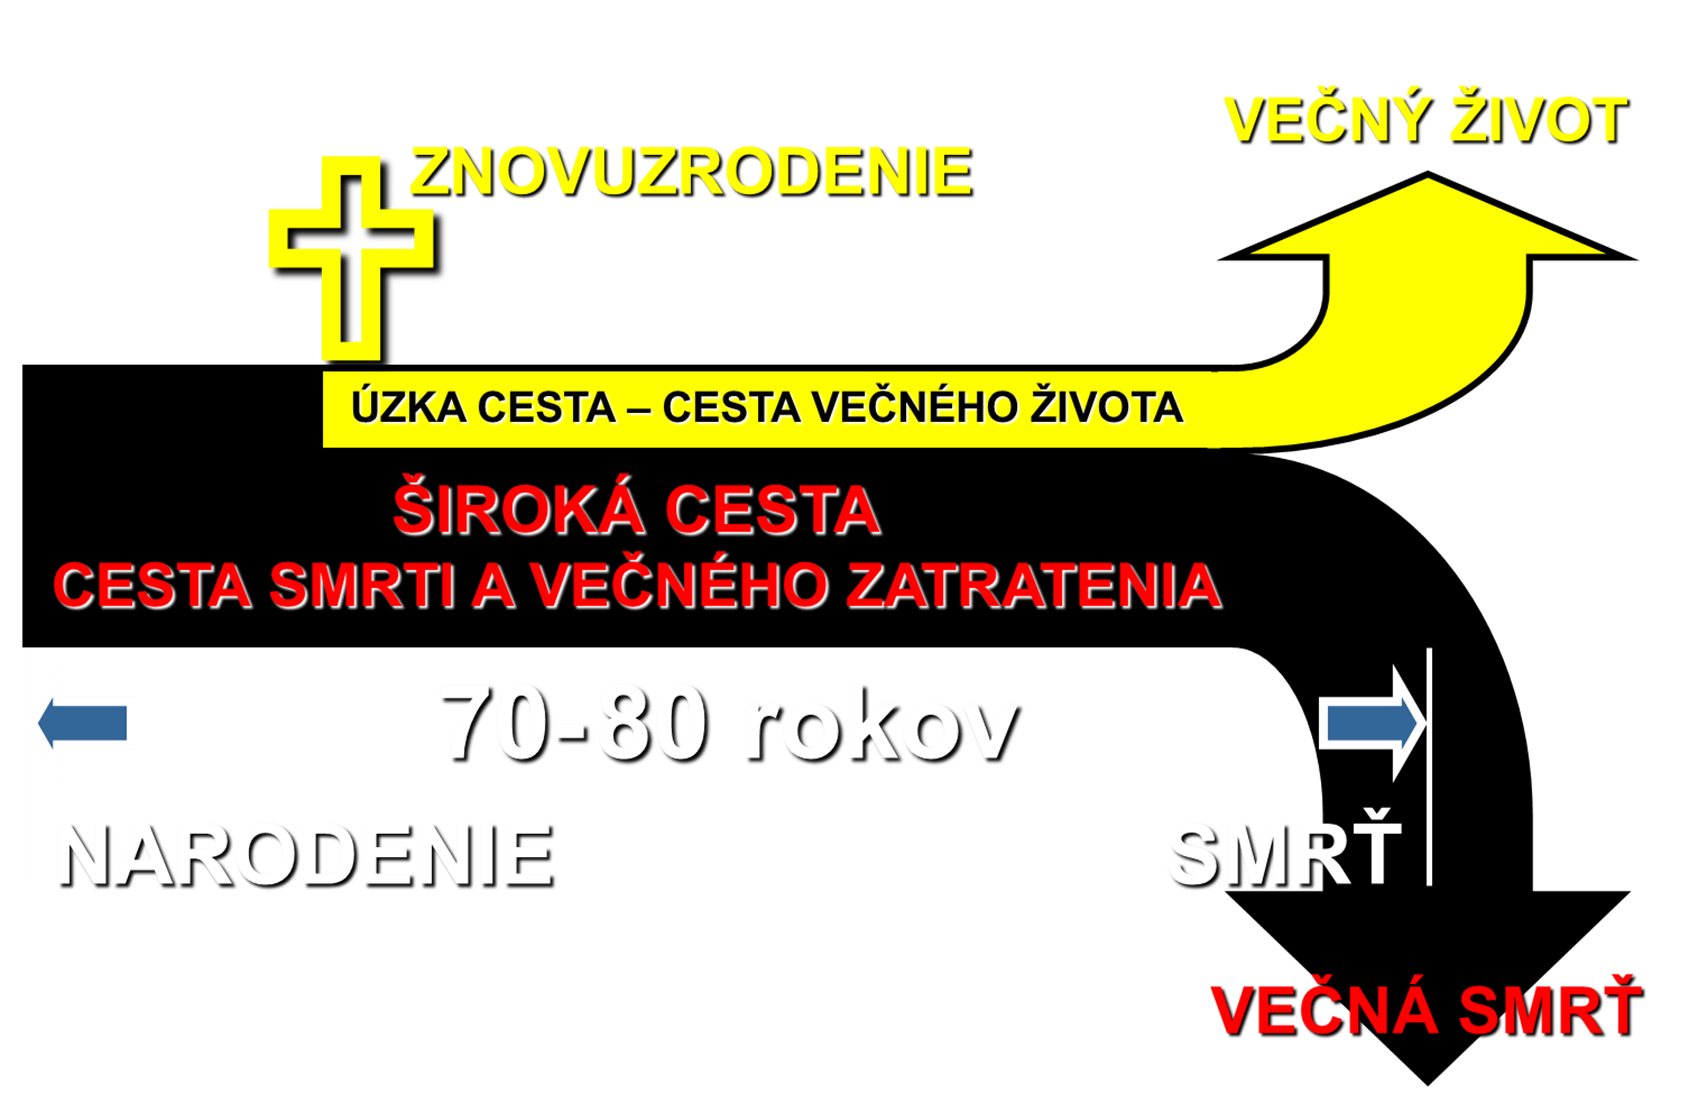 VEČNÝ ŽIVOT
ZNOVUZRODENIE
ÚZKA CESTA – CESTA VEČNÉHO ŽIVOTA
ŠIROKÁ CESTA
CESTA SMRTI A VEČNÉHO ZATRATENIA
70-80 rokov
NARODENIE
SMRŤ
VEČNÁ SMRŤ